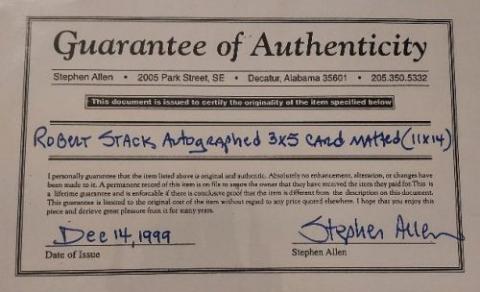 Guarantee of Authenticity
Stephen Allen • 2005 Park Street, SE • Decatur, Alabama 35601 • 205.350.5332
This document is issued to certify the originality of the item specified below
ROBERT STACK AUTOGRAPHED 3X5 CARD MATTED (11X14)
I personally guarantee that the item listed above is original and authentic. Absolutely no enhancement, alteration, or changes have
been made to it. A permanent record of this item is on file to assure the owner that they have received the item they paid for. This is
a lifetime guarantee and is enforceable if there is conclusive proof that the item is different from the description on this document.
This guarantee is limited to the original cost of the item without regard to any price quoted elsewhere. I hope that you enjoy this
piece and derieve great pleasure from it for many years.
Dec 14, 1999 Stephen Allen
Date of Issue Stephen Allen